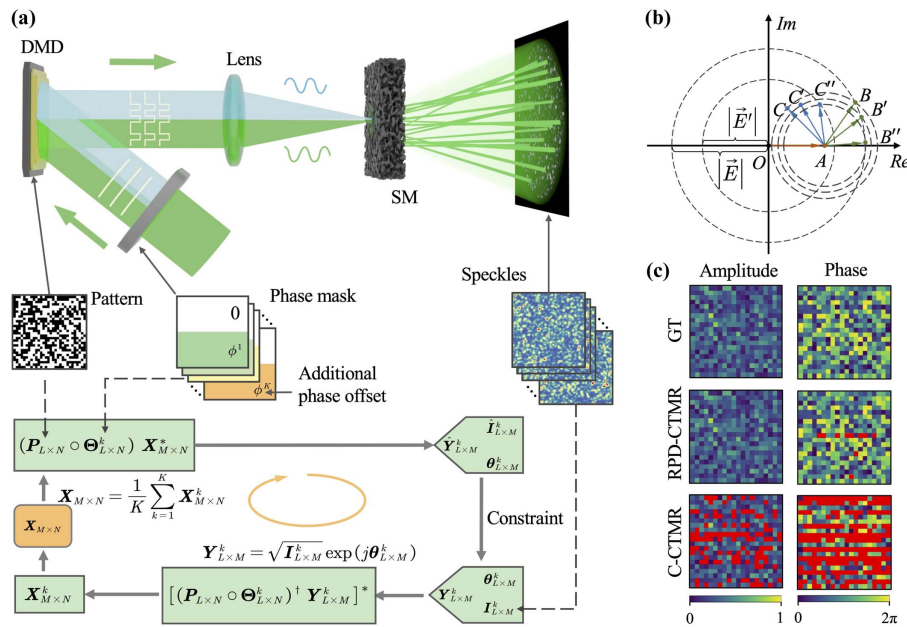 (a)
DMD
Lens
SM
Pattern
Phase mask
0
ϕ¹
ϕᴷ
Additional
phase offset
Speckles
(P_{L×N} ∘ Θ^k_{L×N}) X^*_{M×N}
Î^k_{L×M}
Ŷ^k_{L×M}
θ^k_{L×M}
X_{M×N} = 1/K ∑_{k=1}^{K} X^k_{M×N}
X_{M×N}
Constraint
Y^k_{L×M} = √I^k_{L×M} exp(jθ^k_{L×M})
X^k_{M×N}
[(P_{L×N} ∘ Θ^k_{L×N})^† Y^k_{L×M}]^*
θ^k_{L×M}
Y^k_{L×M}
I^k_{L×M}
(b)
Im
C
C'
C''
B
B'
B''
|E⃗'|
|E⃗|
O
A
Re
(c)
Amplitude
Phase
GT
RPD-CTMR
C-CTMR
0
1
0
2π